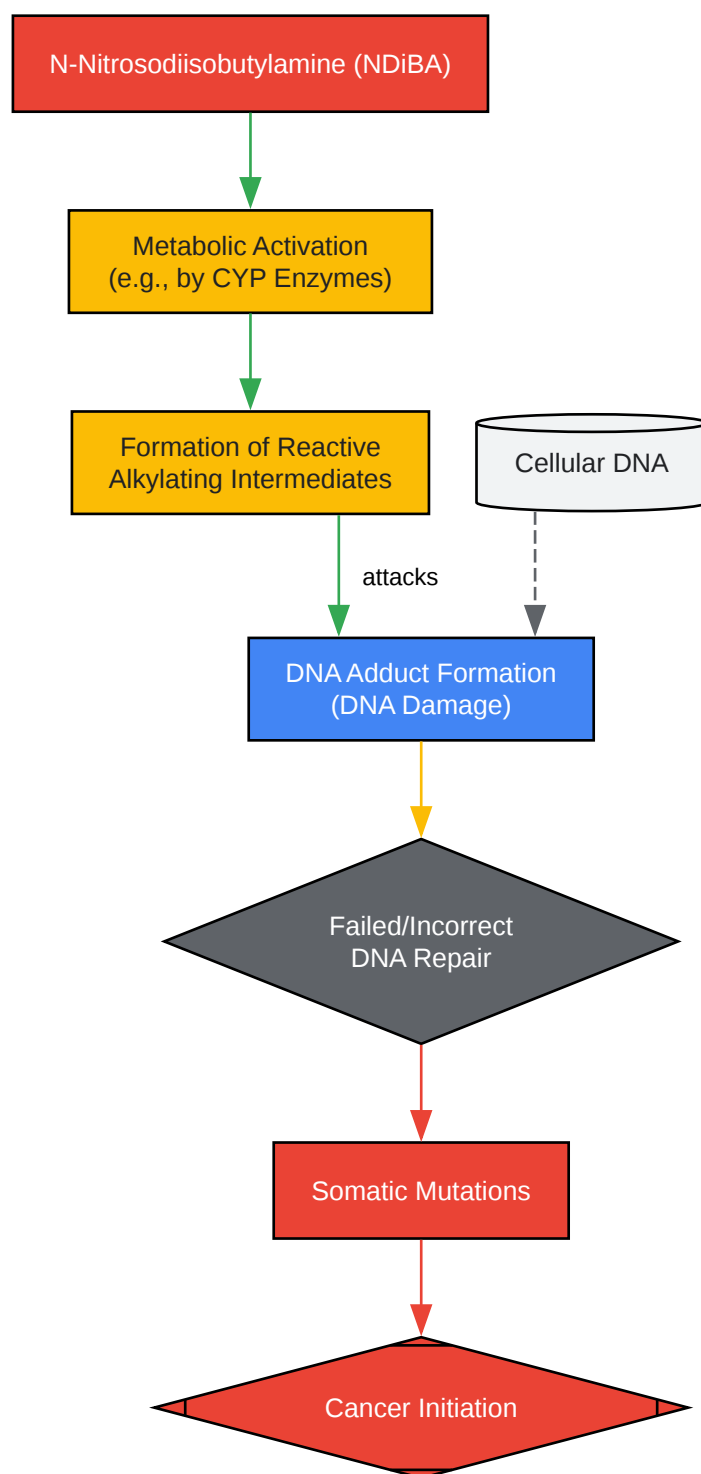 N-Nitrosodiisobutylamine (NDiBA)
Metabolic Activation
(e.g., by CYP Enzymes)
Formation of Reactive
Alkylating Intermediates
Cellular DNA
attacks
DNA Adduct Formation
(DNA Damage)
Failed/Incorrect
DNA Repair
Somatic Mutations
Cancer Initiation